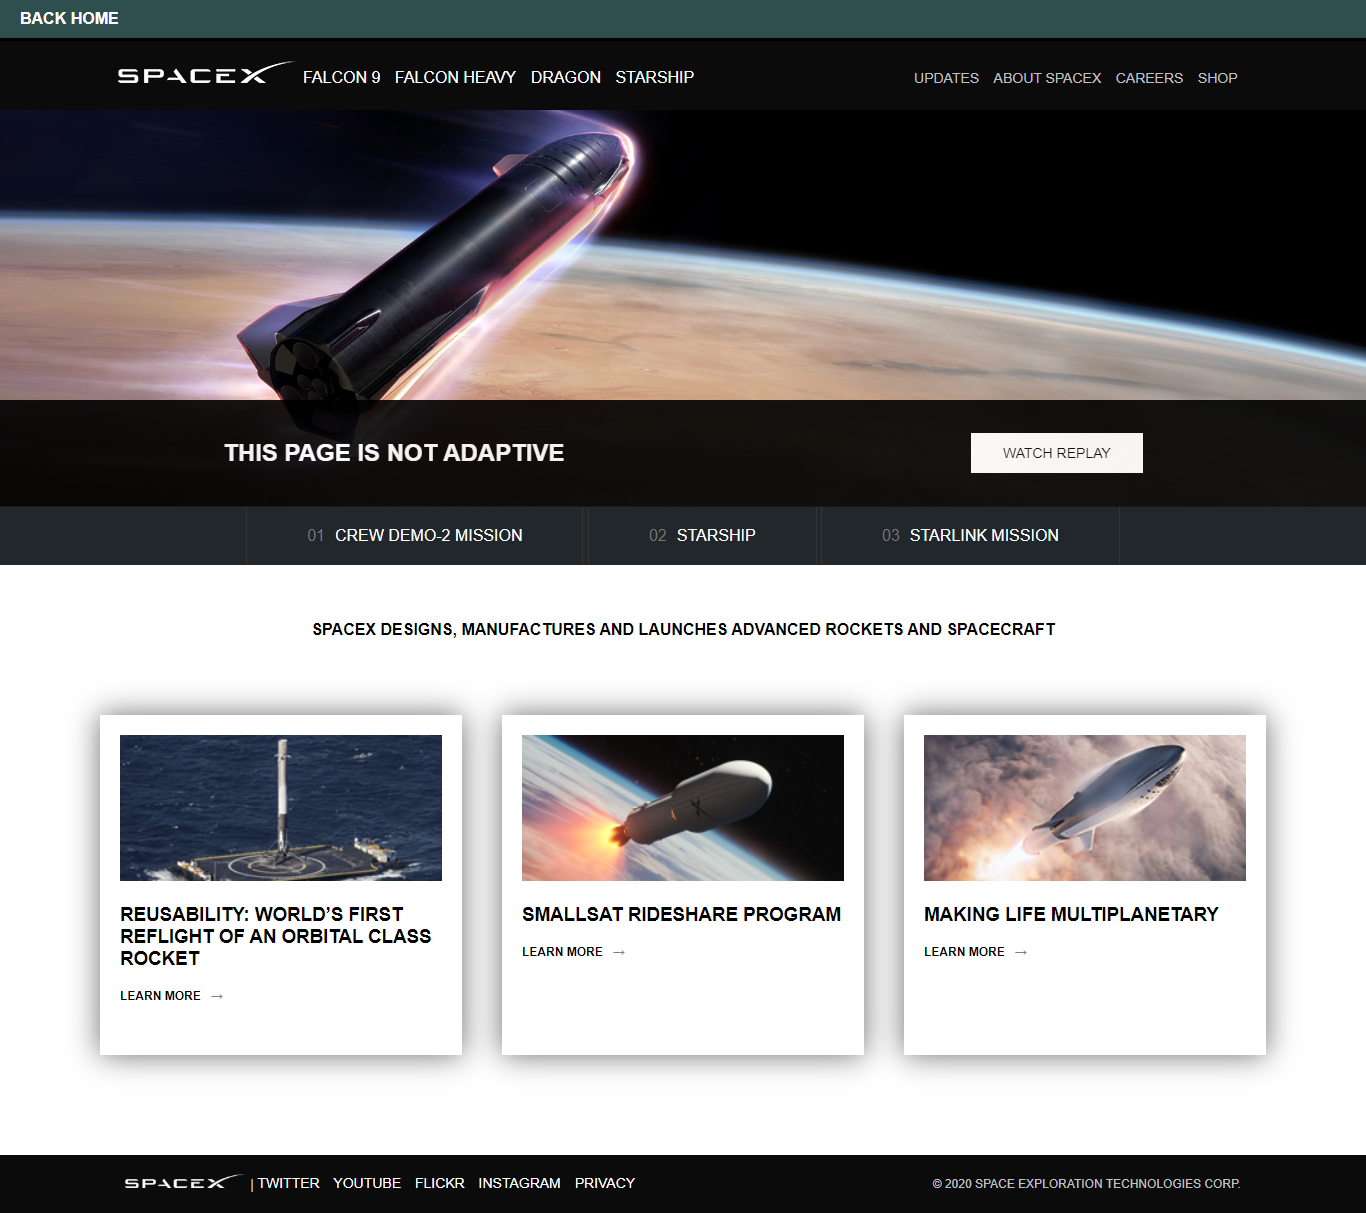 BACK HOME
SPACEX FALCON 9 FALCON HEAVY DRAGON STARSHIP UPDATES ABOUT SPACEX CAREERS SHOP
THIS PAGE IS NOT ADAPTIVE
WATCH REPLAY
01 CREW DEMO-2 MISSION 02 STARSHIP 03 STARLINK MISSION
SPACEX DESIGNS, MANUFACTURES AND LAUNCHES ADVANCED ROCKETS AND SPACECRAFT
REUSABILITY: WORLD’S FIRST
REFLIGHT OF AN ORBITAL CLASS
ROCKET
LEARN MORE →
SMALLSAT RIDESHARE PROGRAM
LEARN MORE →
MAKING LIFE MULTIPLANETARY
LEARN MORE →
SPACEX | TWITTER YOUTUBE FLICKR INSTAGRAM PRIVACY © 2020 SPACE EXPLORATION TECHNOLOGIES CORP.